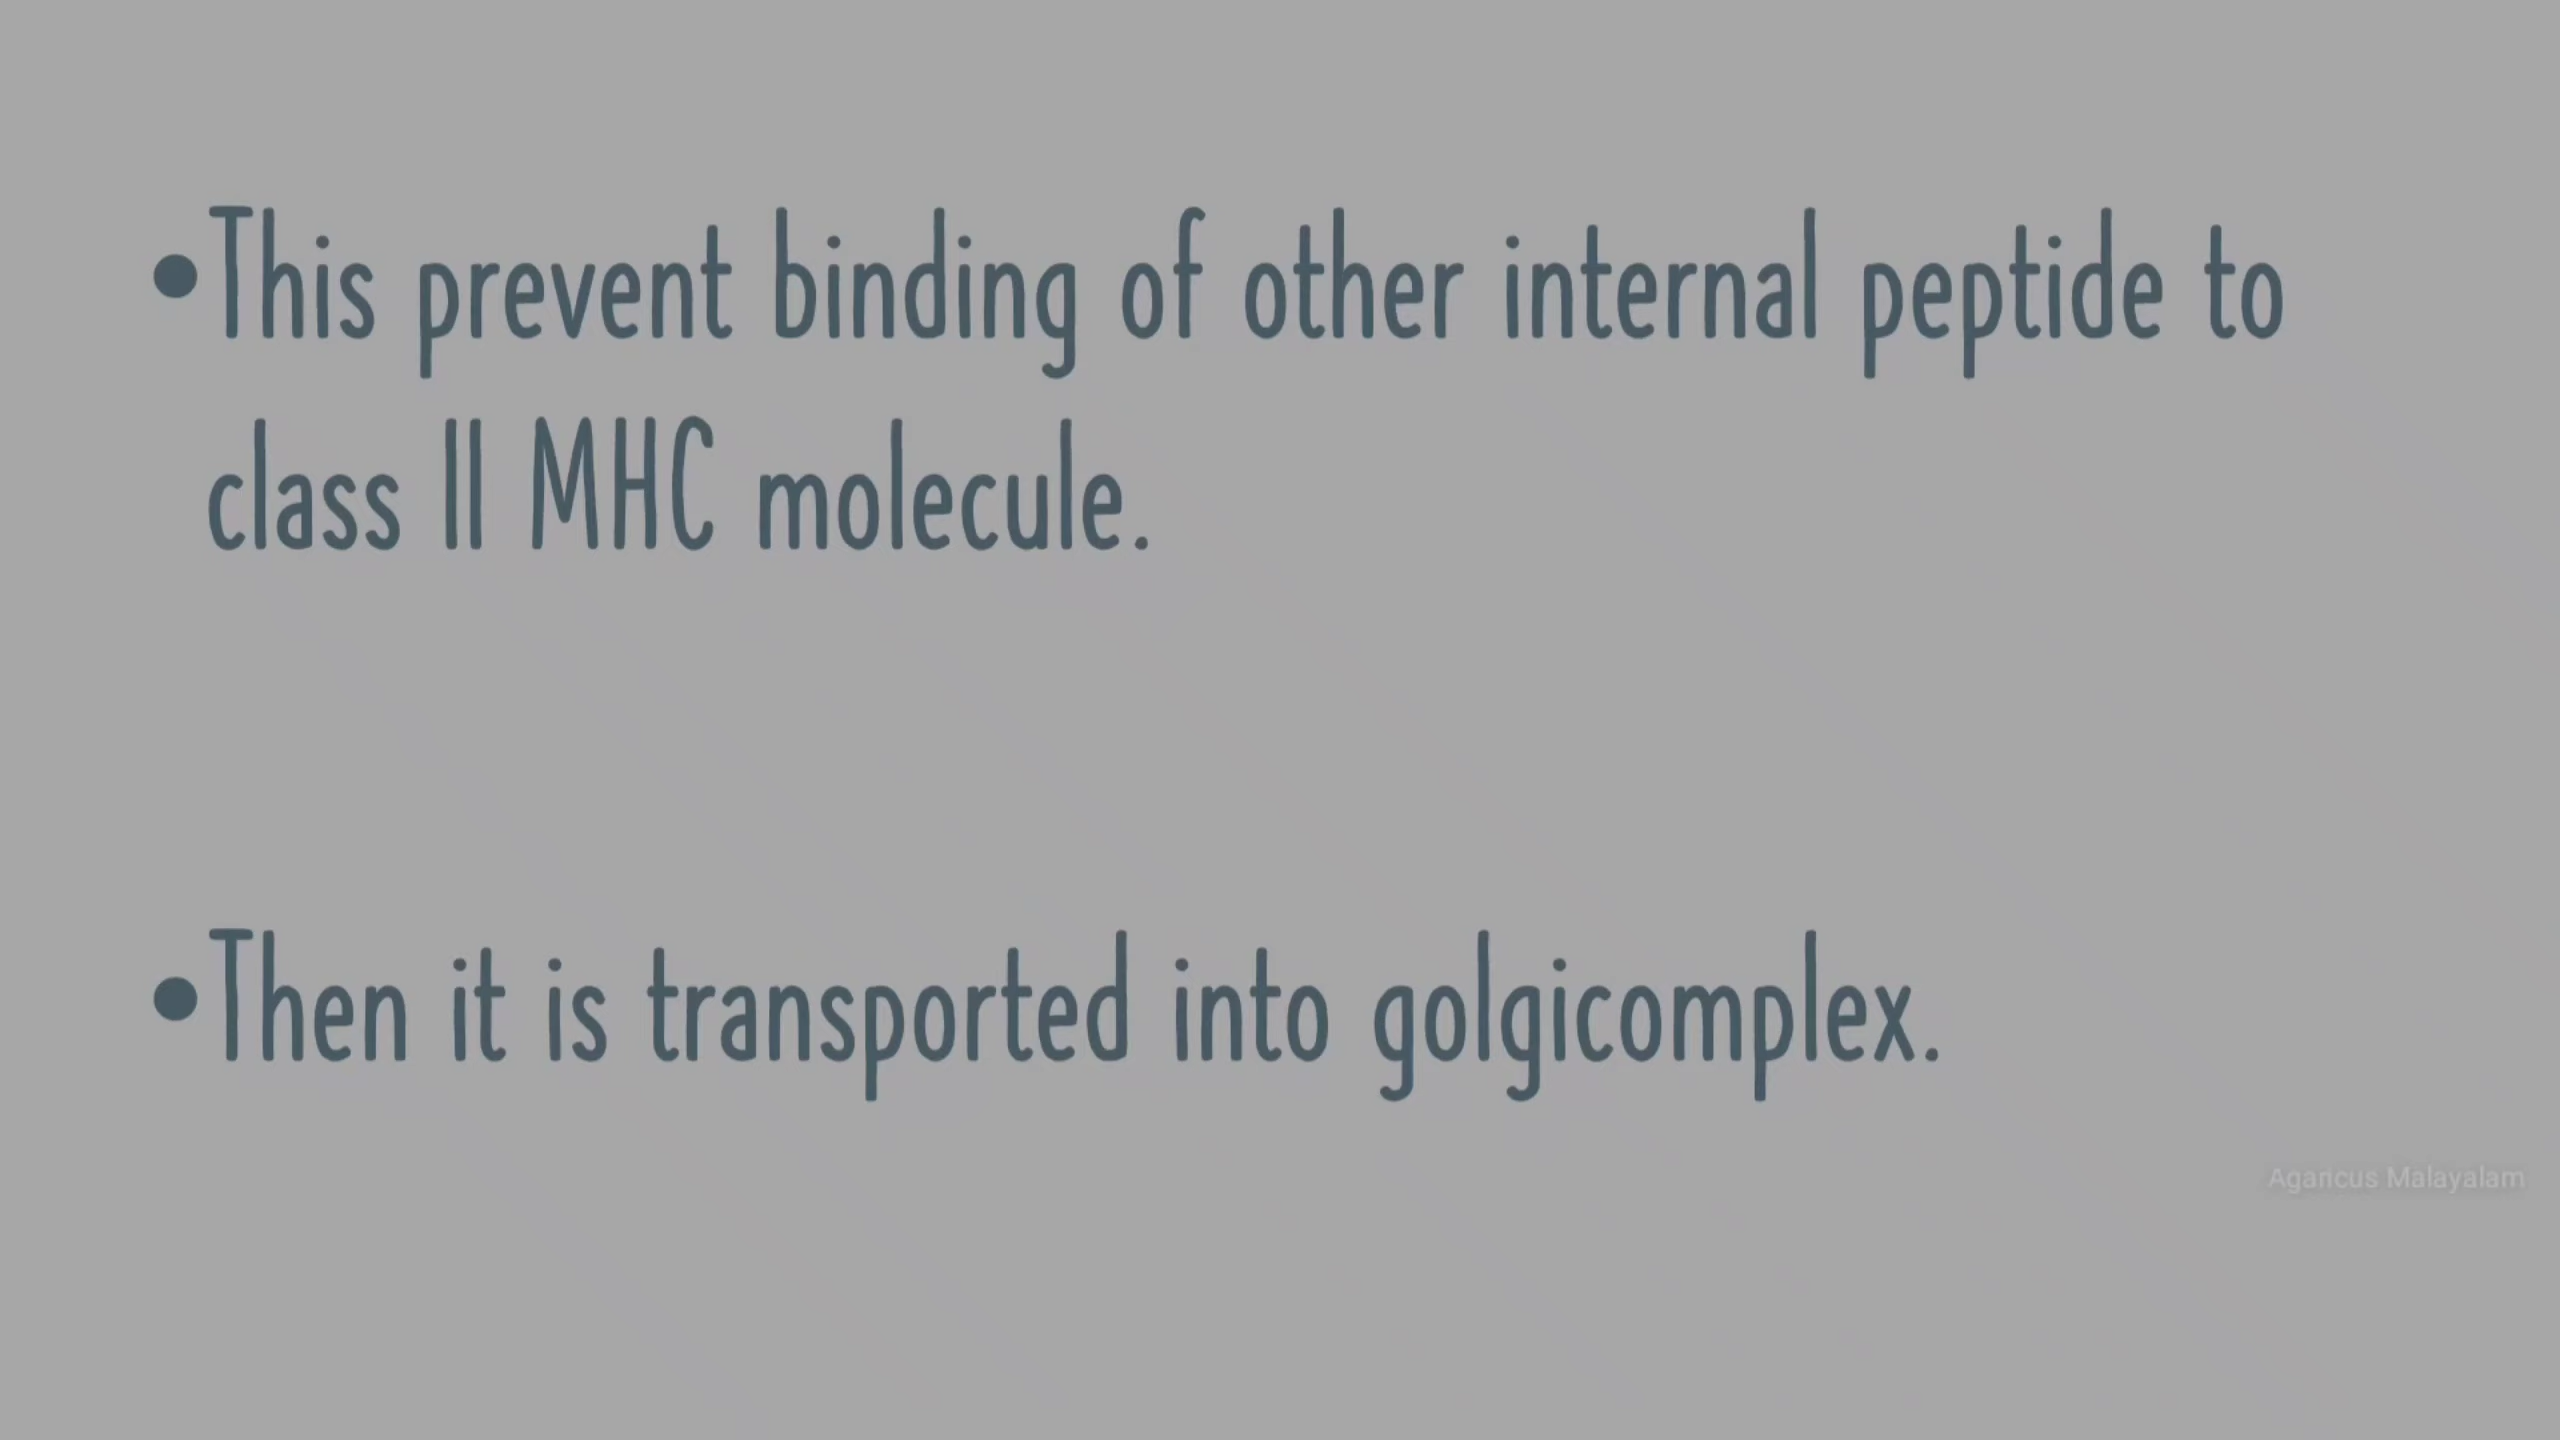 •This prevent binding of other internal peptide to
class II MHC molecule.
•Then it is transported into golgicomplex.
Agaricus Malayalam